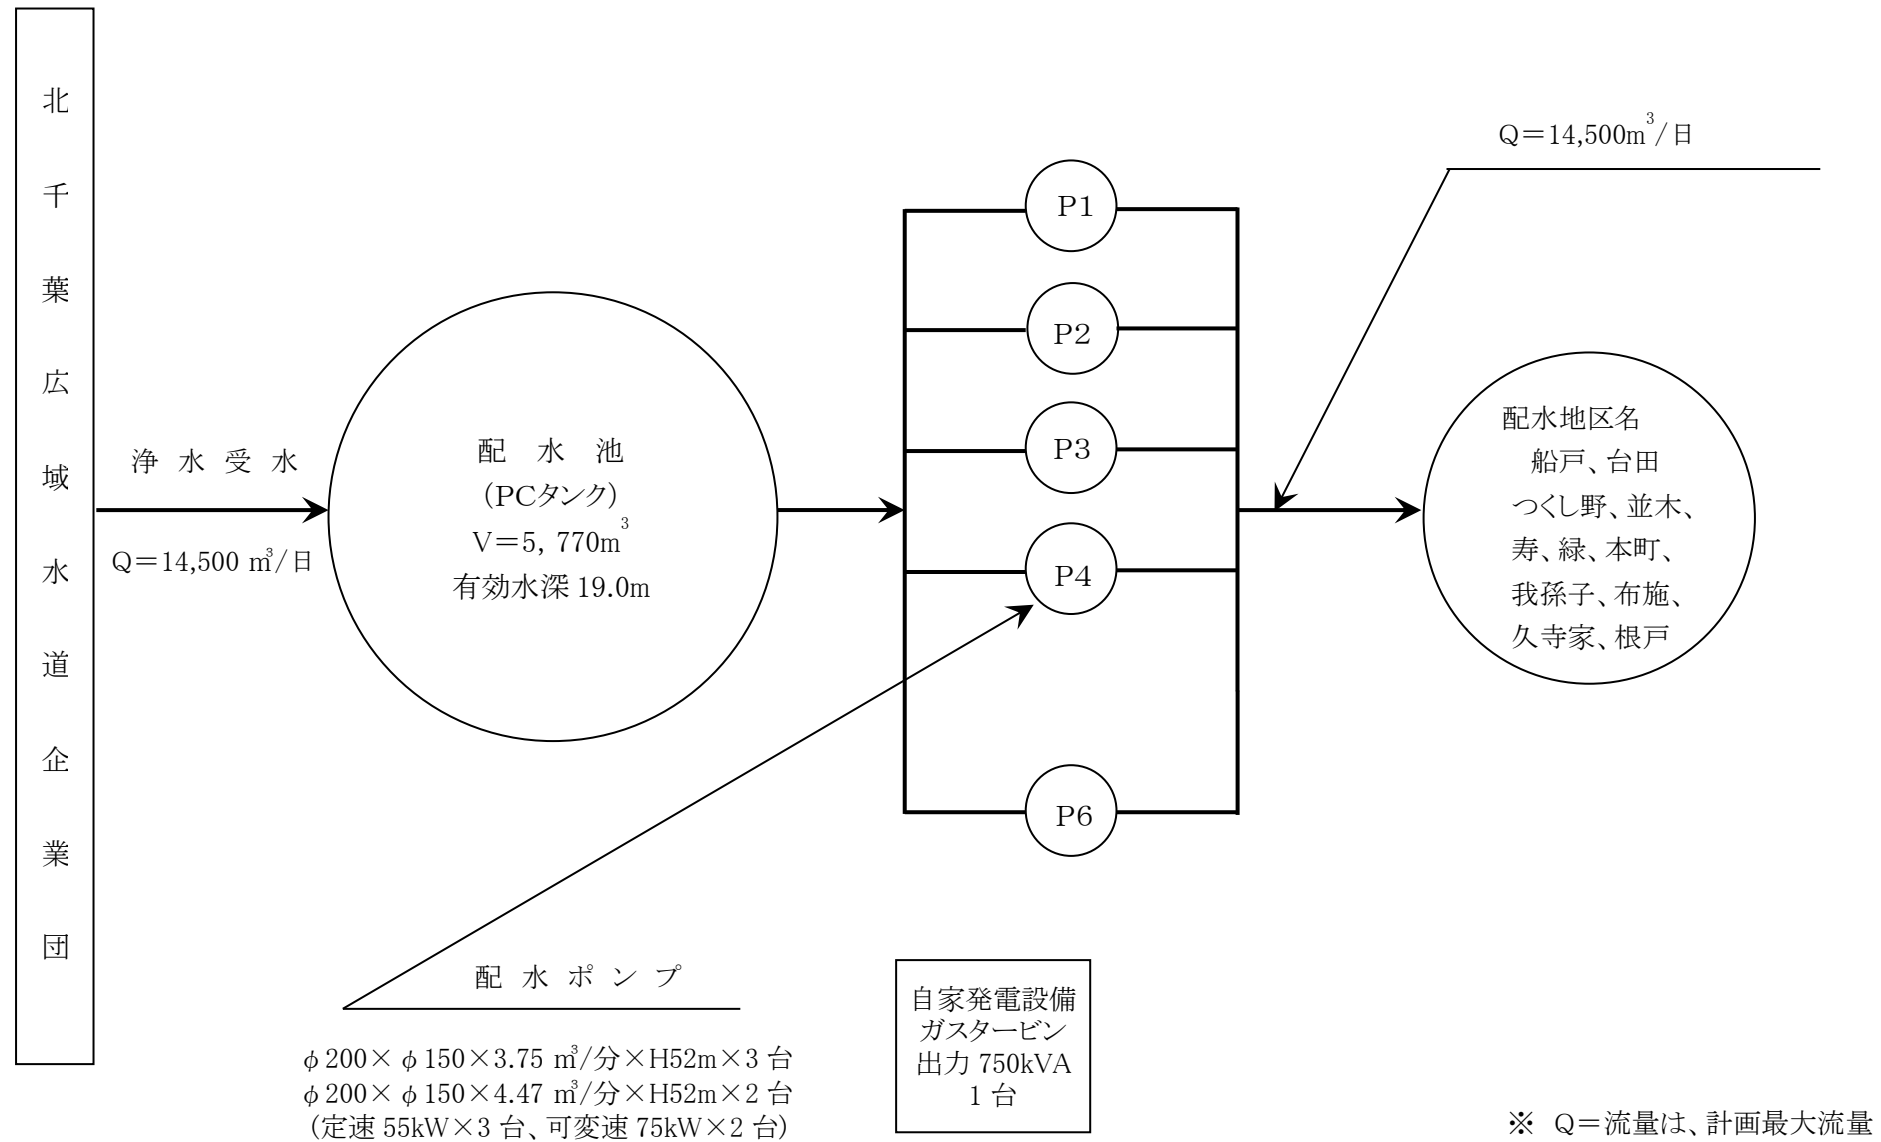 北千葉広域水道企業団
浄水受水
Q＝14,500 ㎥/日
配水池
（PCタンク）
V＝5，770m³
有効水深 19.0m
P1
P2
P3
P4
P6
Q＝14,500m³/日
配水地区名
船戸、台田
つくし野、並木、
寿、緑、本町、
我孫子、布施、
久寺家、根戸
配水ポンプ
φ200×φ150×3.75 ㎥/分×H52m×3 台
φ200×φ150×4.47 ㎥/分×H52m×2 台
（定速 55kW×3 台、可変速 75kW×2 台）
自家発電設備
ガスタービン
出力 750kVA
1 台
※ Q＝流量は、計画最大流量